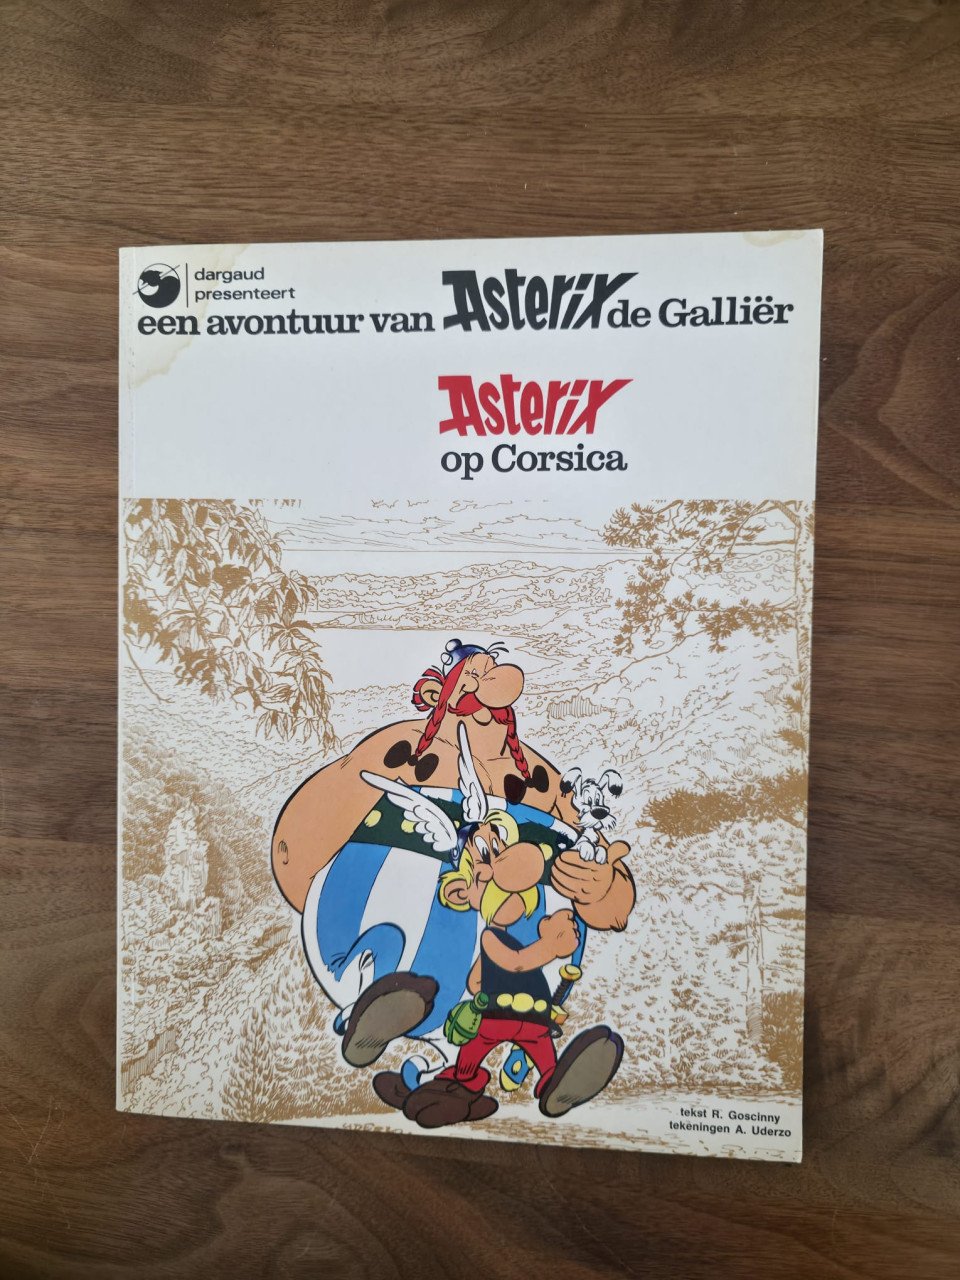 dargaud
presenteert
een avontuur van Asterix de Galliër
Asterix
op Corsica
tekst R. Goscinny
tekeningen A. Uderzo